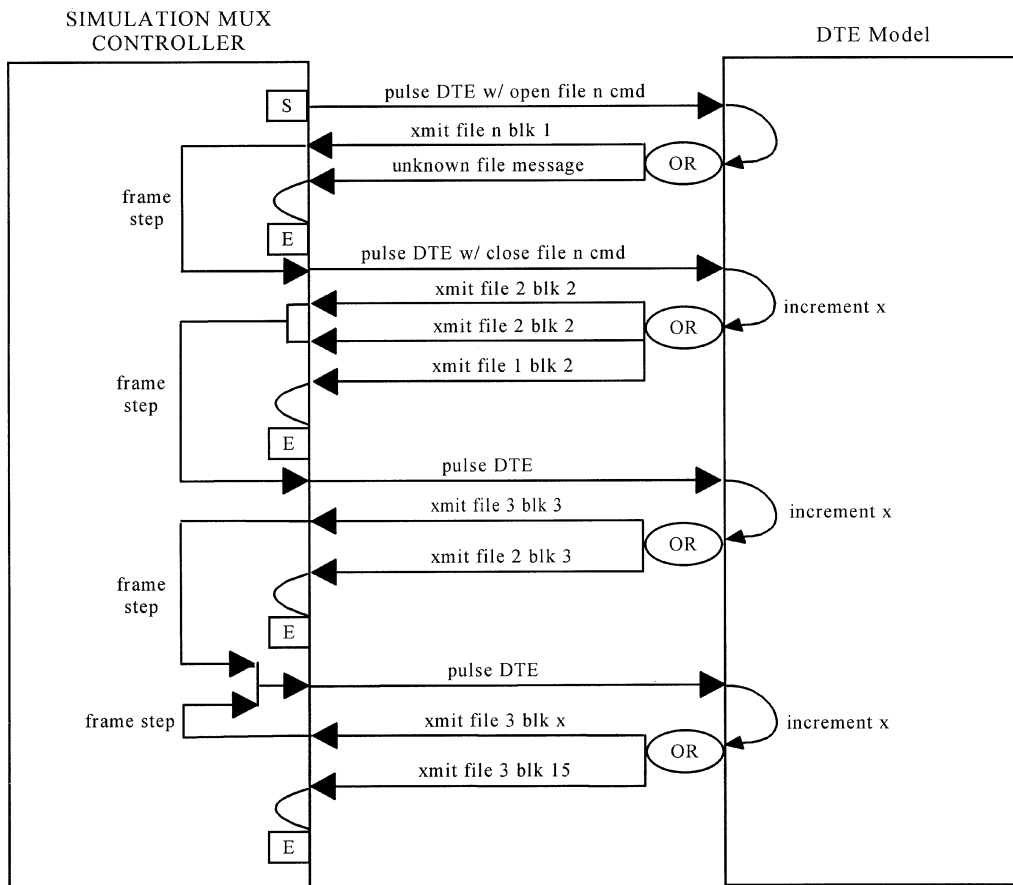 SIMULATION MUX
CONTROLLER
DTE Model
S
pulse DTE w/ open file n cmd
xmit file n blk 1
OR
unknown file message
frame
step
E
pulse DTE w/ close file n cmd
xmit file 2 blk 2
increment x
xmit file 2 blk 2
OR
xmit file 1 blk 2
frame
step
E
pulse DTE
xmit file 3 blk 3
increment x
OR
xmit file 2 blk 3
frame
step
E
pulse DTE
frame step
xmit file 3 blk x
increment x
OR
xmit file 3 blk 15
E